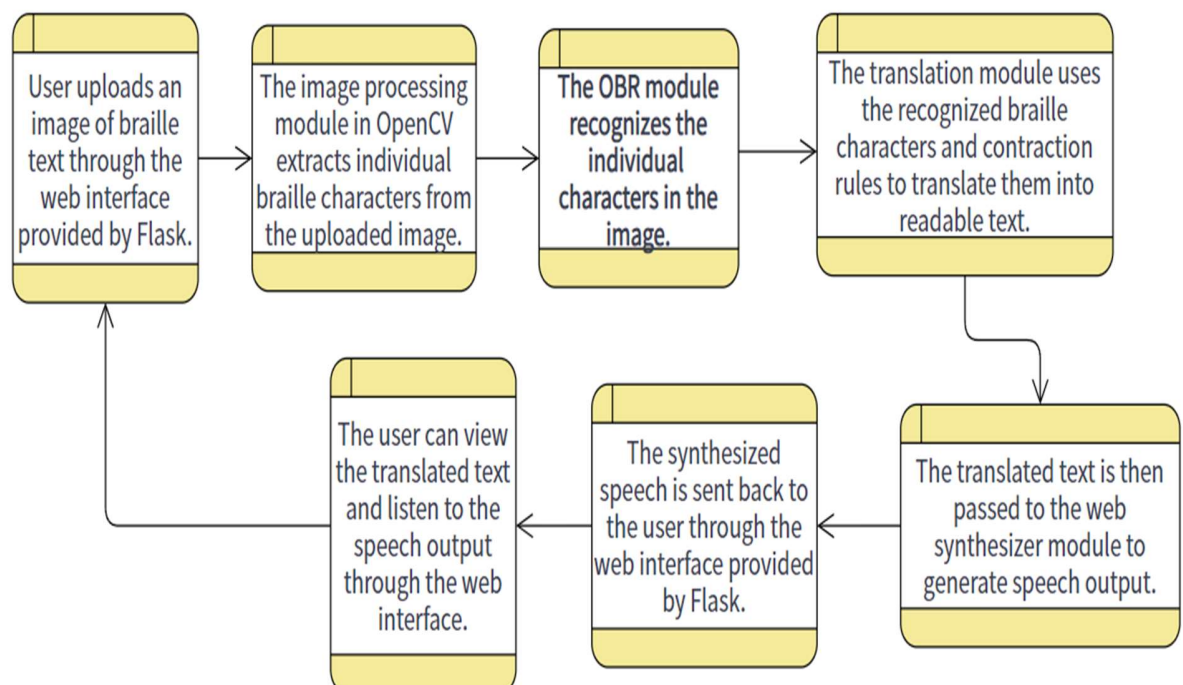 User uploads an
image of braille
text through the
web interface
provided by Flask.
The image processing
module in OpenCV
extracts individual
braille characters from
the uploaded image.
The OBR module
recognizes the
individual
characters in the
image.
The translation module uses
the recognized braille
characters and contraction
rules to translate them into
readable text.
The translated text is then
passed to the web
synthesizer module to
generate speech output.
The synthesized
speech is sent back to
the user through the
web interface provided
by Flask.
The user can view
the translated text
and listen to the
speech output
through the web
interface.